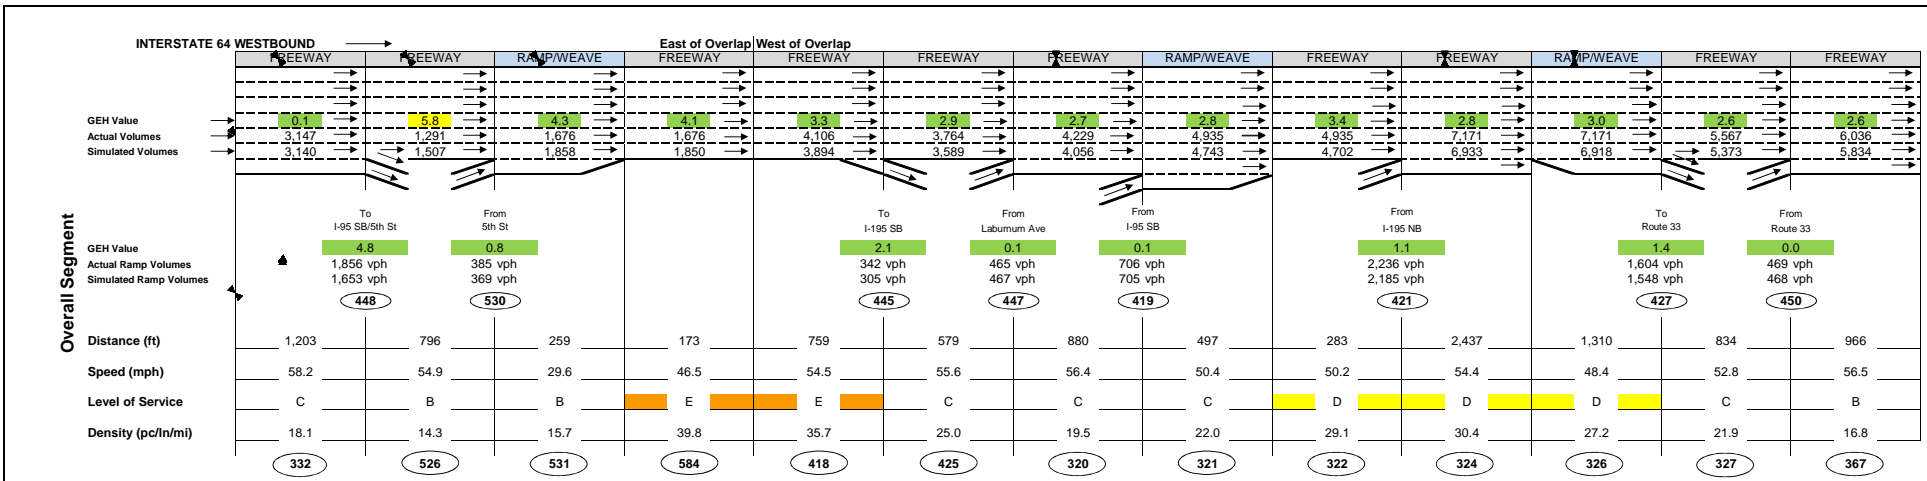 INTERSTATE 64 WESTBOUND East of Overlap West of Overlap
FREEWAY FREEWAY RAMP/WEAVE FREEWAY FREEWAY FREEWAY FREEWAY RAMP/WEAVE FREEWAY FREEWAY RAMP/WEAVE FREEWAY FREEWAY
GEH Value 0.1 5.8 4.3 4.1 3.3 2.9 2.7 2.8 3.4 2.8 3.0 2.6 2.6
Actual Volumes 3,147 1,291 1,676 1,676 4,106 3,764 4,229 4,935 4,935 7,171 7,171 5,567 6,036
Simulated Volumes 3,140 1,507 1,858 1,850 3,894 3,589 4,056 4,743 4,702 6,933 6,918 5,373 5,834
To From To From From From To From
I-95 SB/5th St 5th St I-195 SB Laburnum Ave I-95 SB I-195 NB Route 33 Route 33
GEH Value 4.8 0.8 2.1 0.1 0.1 1.1 1.4 0.0
Actual Ramp Volumes 1,856 vph 385 vph 342 vph 465 vph 706 vph 2,236 vph 1,604 vph 469 vph
Simulated Ramp Volumes 1,653 vph 369 vph 305 vph 467 vph 705 vph 2,185 vph 1,548 vph 468 vph
448 530 445 447 419 421 427 450
Overall Segment
Distance (ft) 1,203 796 259 173 759 579 880 497 283 2,437 1,310 834 966
Speed (mph) 58.2 54.9 29.6 46.5 54.5 55.6 56.4 50.4 50.2 54.4 48.4 52.8 56.5
Level of Service C B B E E C C C D D D C B
Density (pc/ln/mi) 18.1 14.3 15.7 39.8 35.7 25.0 19.5 22.0 29.1 30.4 27.2 21.9 16.8
332 526 531 584 418 425 320 321 322 324 326 327 367